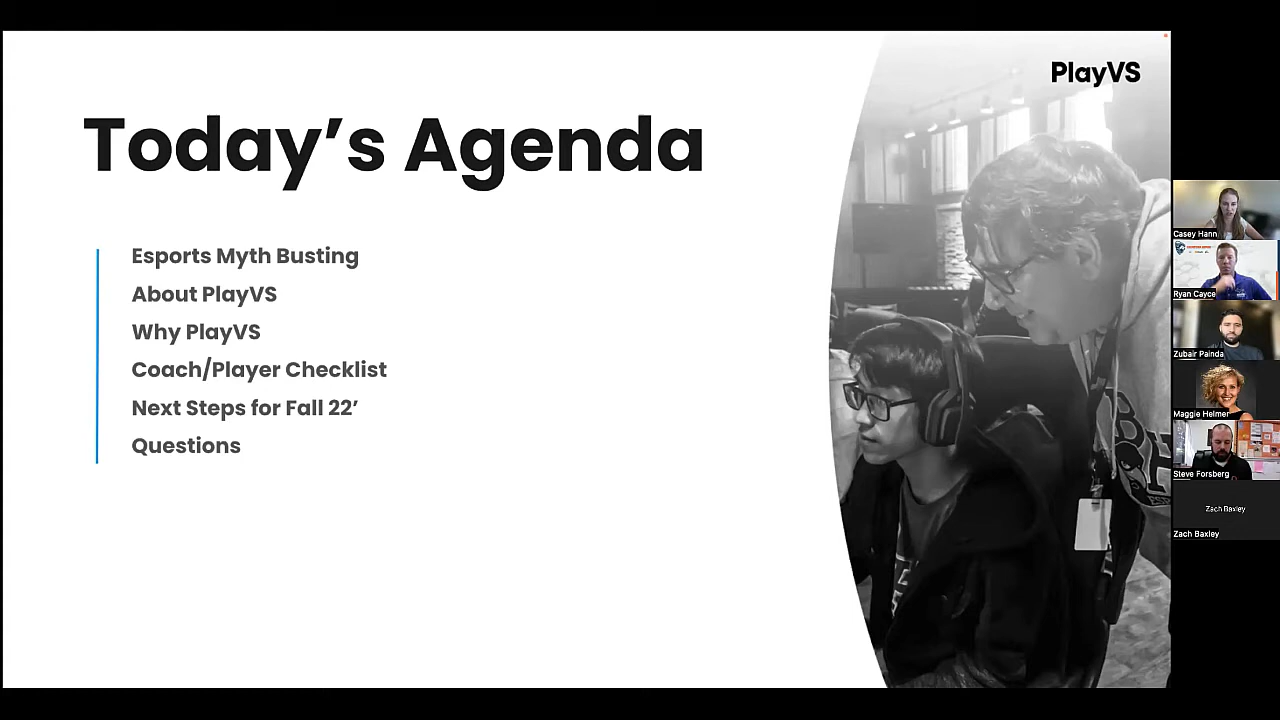 PlayVS
Today’s Agenda
Esports Myth Busting
About PlayVS
Why PlayVS
Coach/Player Checklist
Next Steps for Fall 22’
Questions
Casey Hann
Ryan Cayce
Zubair Painda
Maggie Helmer
Steve Forsberg
Zach Baxley
Zach Baxley